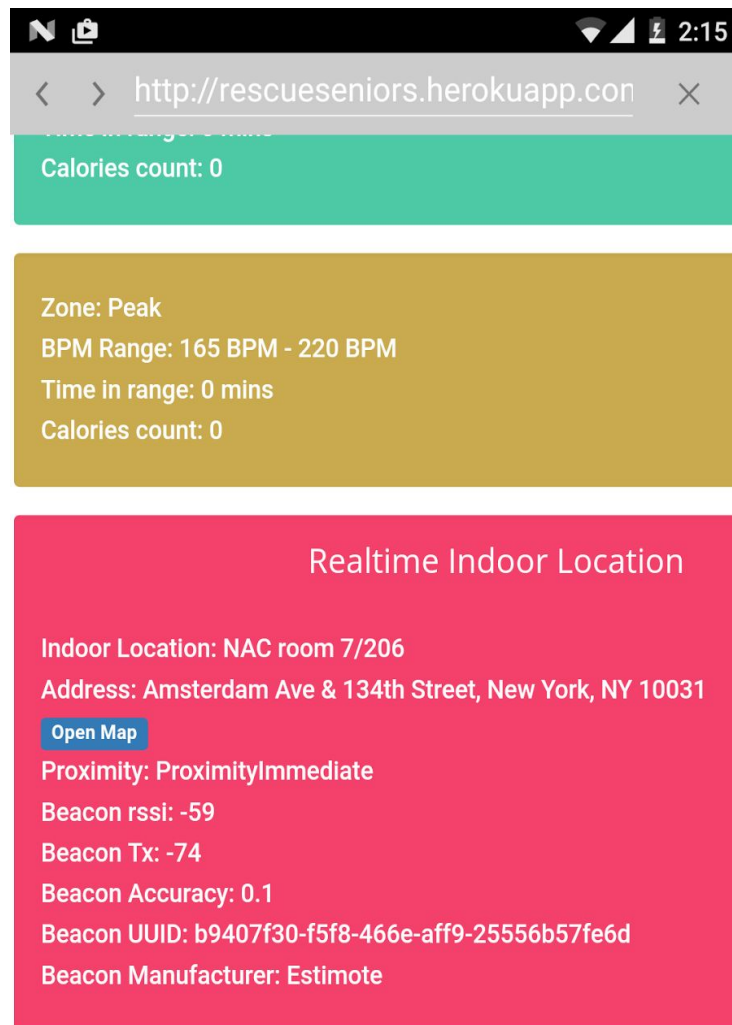 2:15
http://rescueseniors.herokuapp.con
Calories count: 0
Zone: Peak
BPM Range: 165 BPM - 220 BPM
Time in range: 0 mins
Calories count: 0
Realtime Indoor Location
Indoor Location: NAC room 7/206
Address: Amsterdam Ave & 134th Street, New York, NY 10031
Open Map
Proximity: ProximityImmediate
Beacon rssi: -59
Beacon Tx: -74
Beacon Accuracy: 0.1
Beacon UUID: b9407f30-f5f8-466e-aff9-25556b57fe6d
Beacon Manufacturer: Estimote